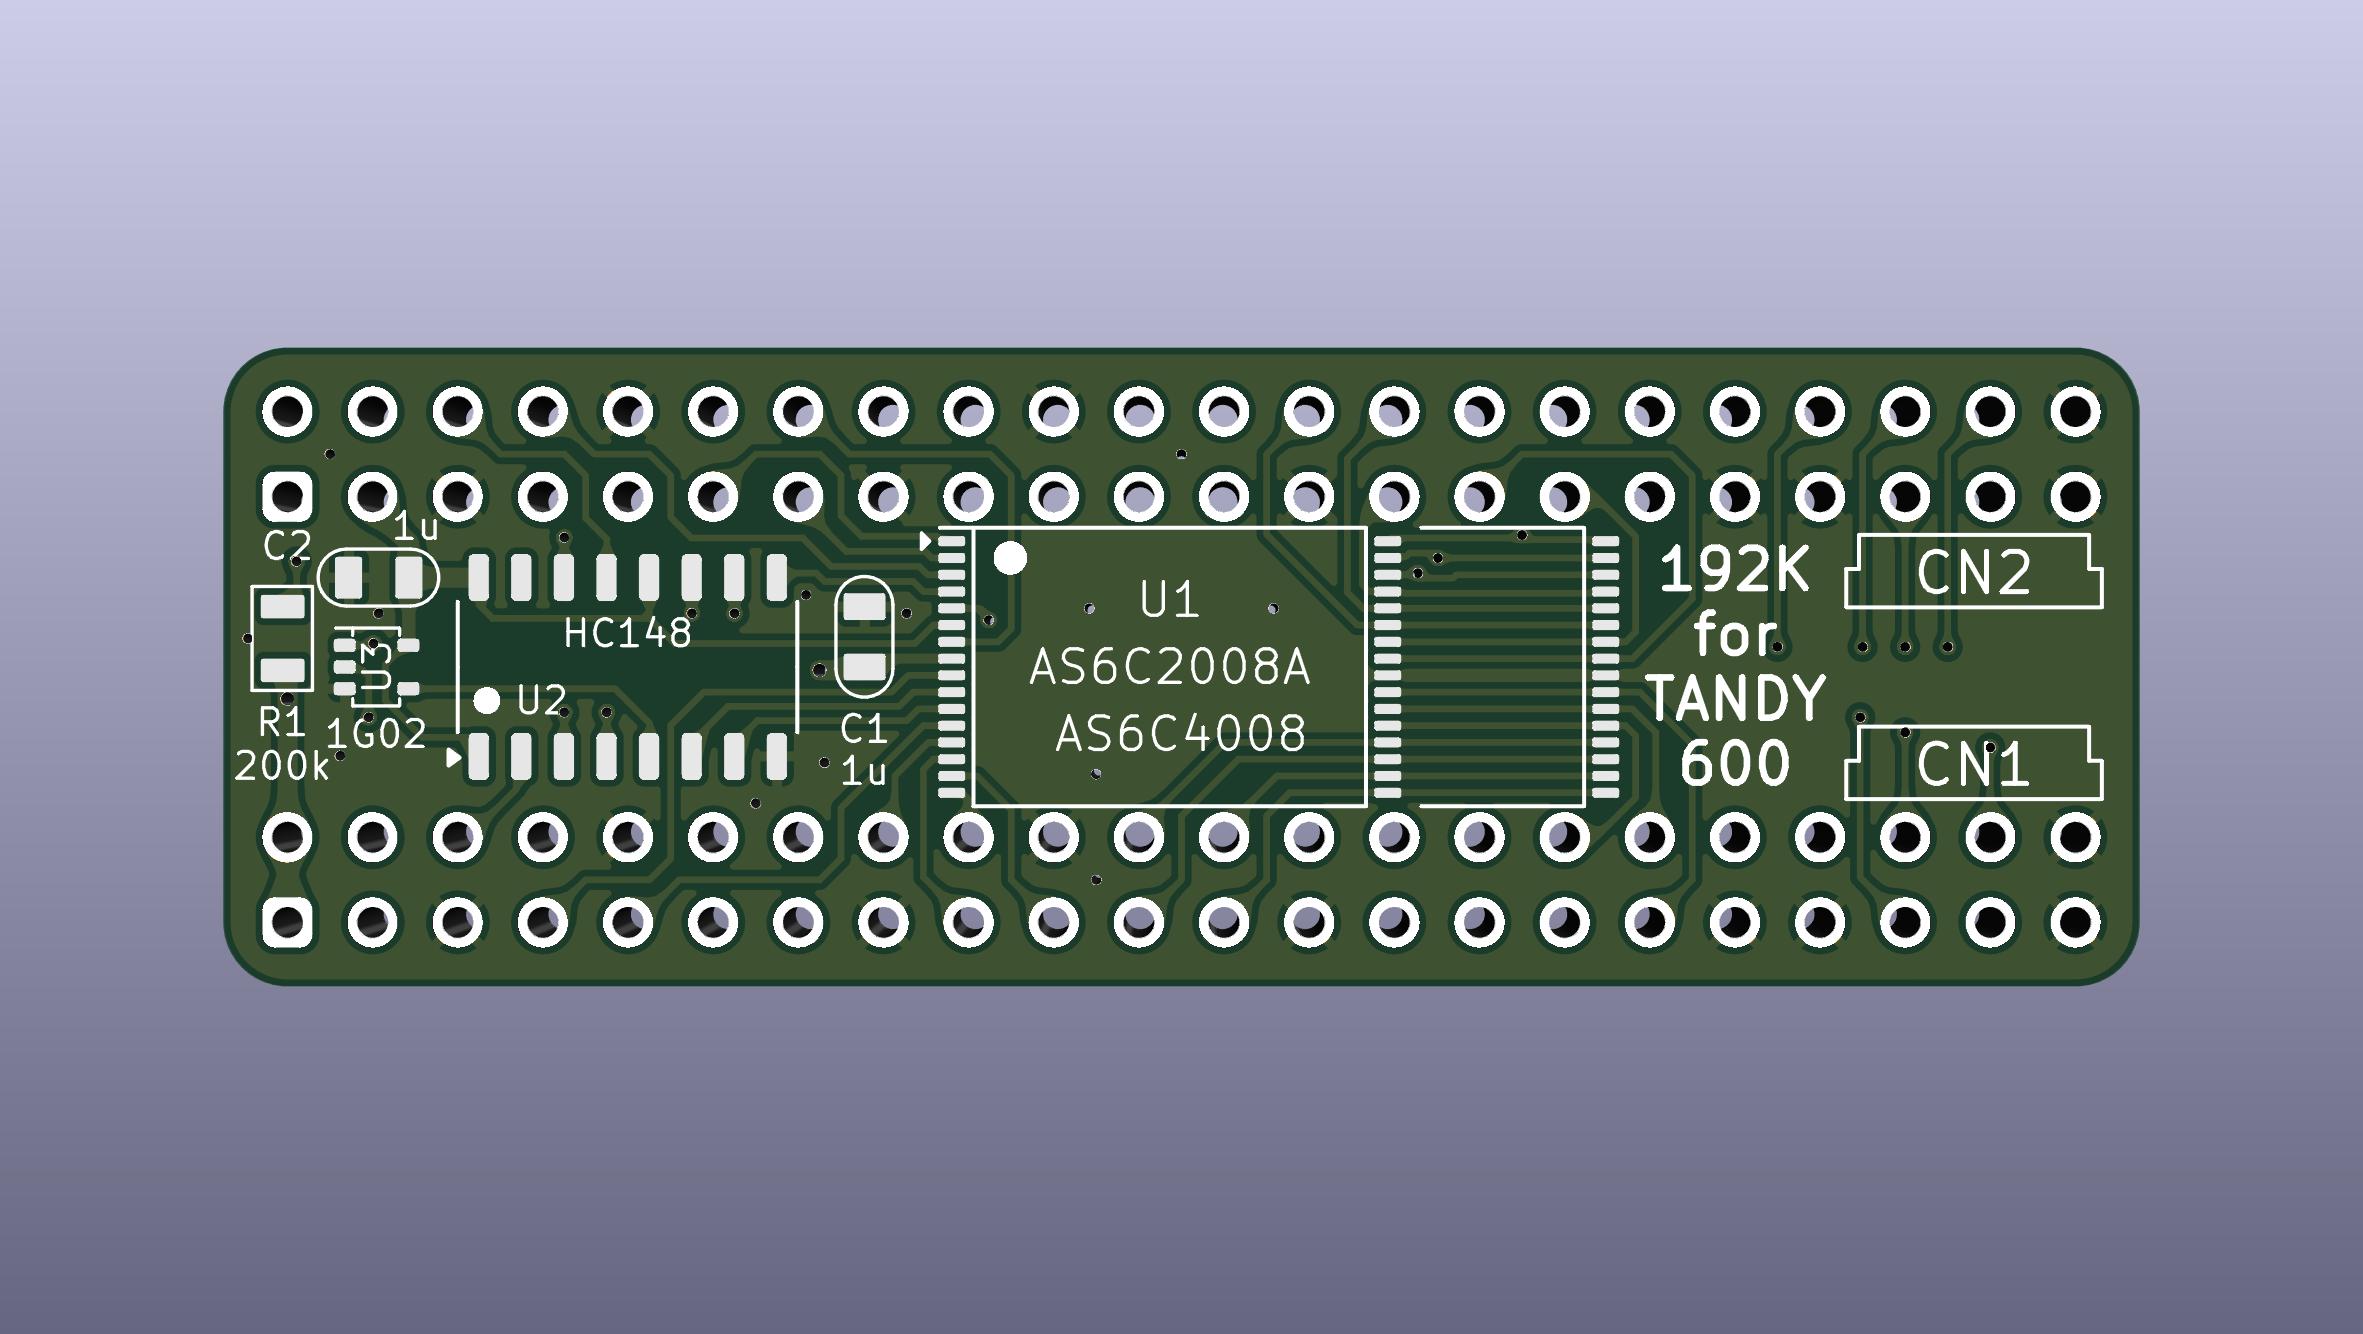 C2
1u
R1
200k
U3
1G02
HC148
U2
C1
1u
U1
AS6C2008A
AS6C4008
192K
for
TANDY
600
CN2
CN1